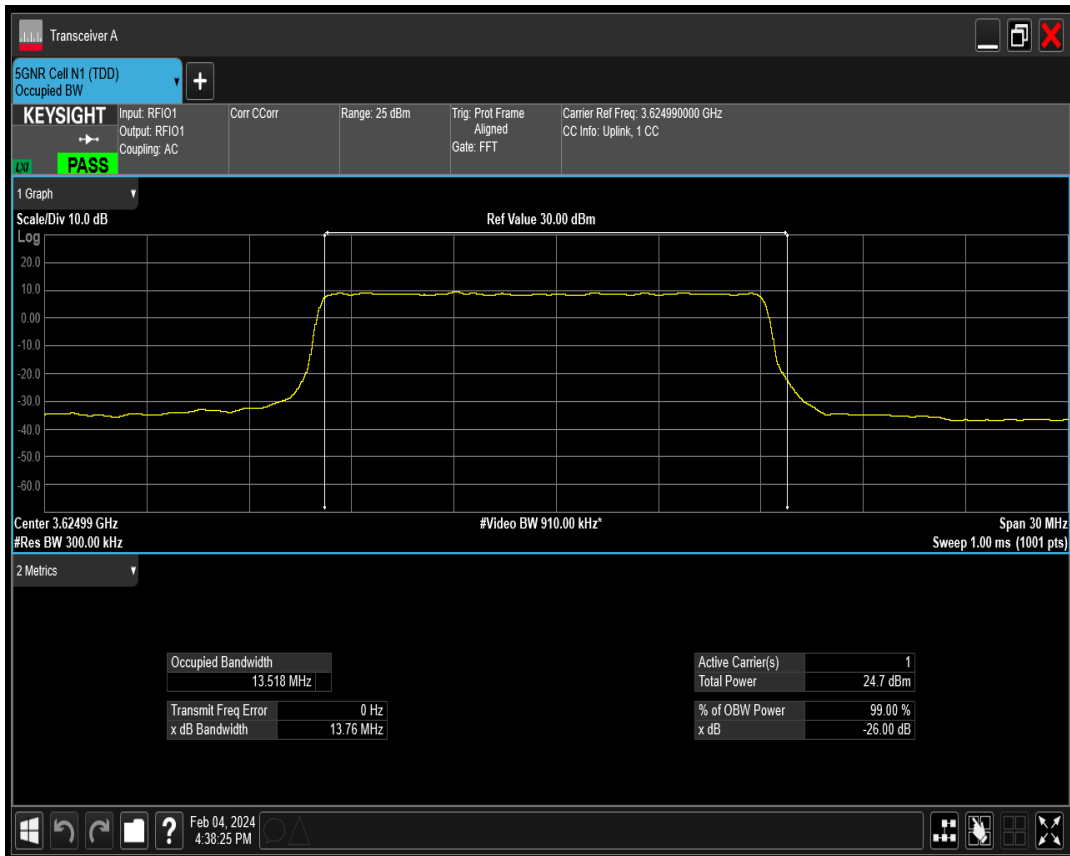 Transceiver A
5GNR Cell N1 (TDD)
Occupied BW
+
KEYSIGHT
LXI
PASS
Input: RFIO1
Output: RFIO1
Coupling: AC
Corr CCorr
Range: 25 dBm
Trig: Prot Frame
Aligned
Gate: FFT
Carrier Ref Freq: 3.624990000 GHz
CC Info: Uplink, 1 CC
1 Graph
Scale/Div 10.0 dB
Ref Value 30.00 dBm
Log
20.0
10.0
0.00
-10.0
-20.0
-30.0
-40.0
-50.0
-60.0
Center 3.62499 GHz
#Video BW 910.00 kHz*
Span 30 MHz
#Res BW 300.00 kHz
Sweep 1.00 ms (1001 pts)
2 Metrics
Occupied Bandwidth
13.518 MHz
Transmit Freq Error 0 Hz
x dB Bandwidth 13.76 MHz
Active Carrier(s) 1
Total Power 24.7 dBm
% of OBW Power 99.00 %
x dB -26.00 dB
?
Feb 04, 2024
4:38:25 PM